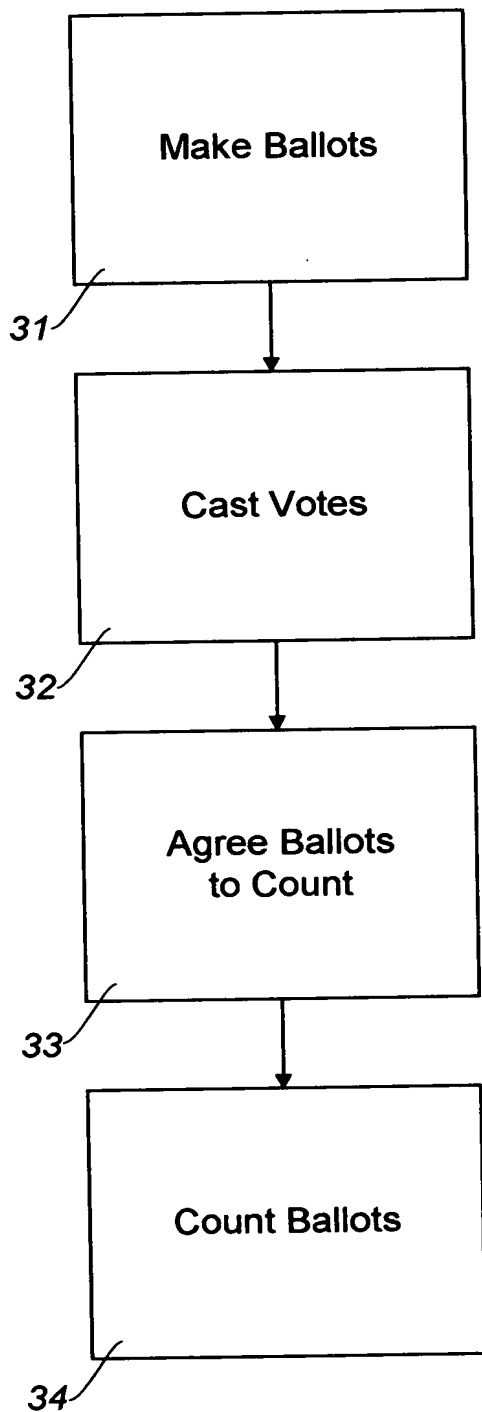 Make Ballots
31
Cast Votes
32
Agree Ballots
to Count
33
Count Ballots
34